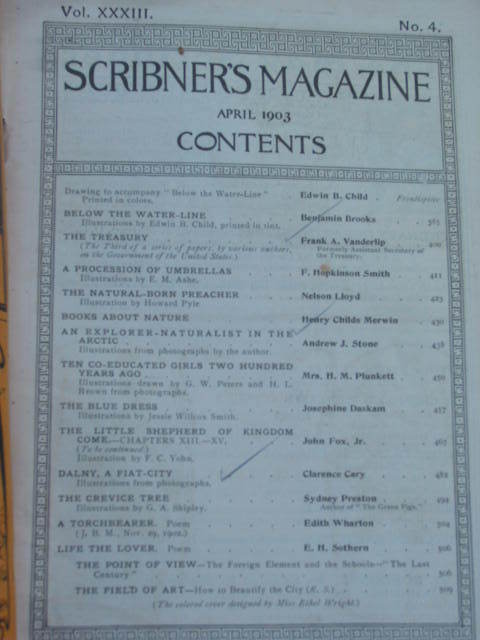 Vol. XXXIII.
No. 4.
SCRIBNER'S MAGAZINE
APRIL 1903
CONTENTS
Drawing to accompany "Below the Water-Line" . Edwin B. Child . Frontispiece
Printed in colors.
BELOW THE WATER-LINE . . . Benjamin Brooks . .
Illustrations by Edwin B. Child, printed in tint.
THE TREASURY . . . . Frank A. Vanderlip . 400
(The Third of a series of papers, by various authors, Formerly Assistant Secretary of
on the Government of the United States.) the Treasury.
A PROCESSION OF UMBRELLAS . . F. Hopkinson Smith . 411
Illustrations by E. M. Ashe.
THE NATURAL-BORN PREACHER . . Nelson Lloyd . . 425
Illustration by Howard Pyle
BOOKS ABOUT NATURE . . . Henry Childs Merwin . 430
AN EXPLORER-NATURALIST IN THE
ARCTIC . . . . . Andrew J. Stone . . 438
Illustrations from photographs by the author.
TEN CO-EDUCATED GIRLS TWO HUNDRED
YEARS AGO . . . . . Mrs. H. M. Plunkett . 450
Illustrations drawn by G. W. Peters and H. L.
Brown from photographs.
THE BLUE DRESS . . . . Josephine Daskam . 457
Illustrations by Jessie Willcox Smith.
THE LITTLE SHEPHERD OF KINGDOM
COME.—CHAPTERS XIII.—XV. . . John Fox, Jr. . .
(To be continued)
Illustration by F. C. Yohn.
DALNY, A FIAT-CITY . . . Clarence Cary . . 482
Illustrations from photographs.
THE CREVICE TREE . . . . Sydney Preston . 494
Illustrations by G. A. Shipley. Author of "The Green Pigs."
A TORCHBEARER. Poem . . . Edith Wharton . 504
( J. B. M., Nov. 29, 1902.)
LIFE THE LOVER. Poem . . . E. H. Sothern . 506
THE POINT OF VIEW—The Foreign Element and the Schools—"The Last
Century" . . . . . . . 506
THE FIELD OF ART—How to Beautify the City (R. S.) . . . 509
(The colored cover designed by Miss Ethel Wright.)